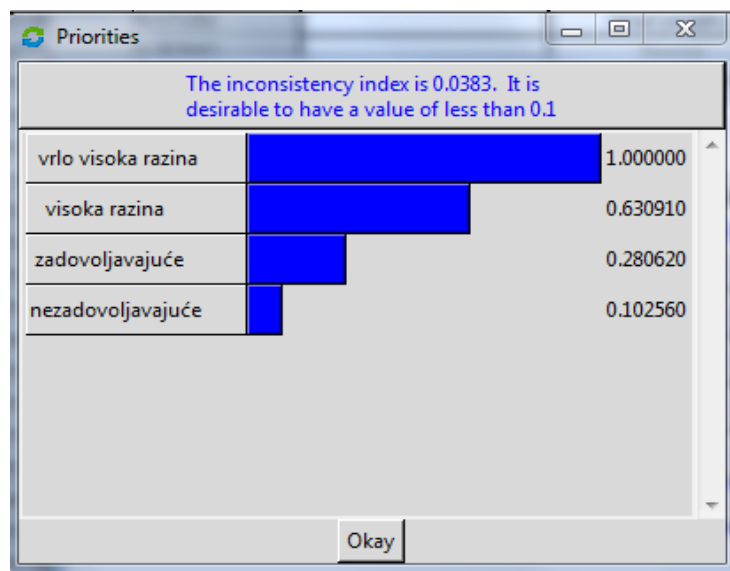 Priorities
The inconsistency index is 0.0383. It is
desirable to have a value of less than 0.1
vrlo visoka razina 1.000000
visoka razina 0.630910
zadovoljavajuće 0.280620
nezadovoljavajuće 0.102560
Okay